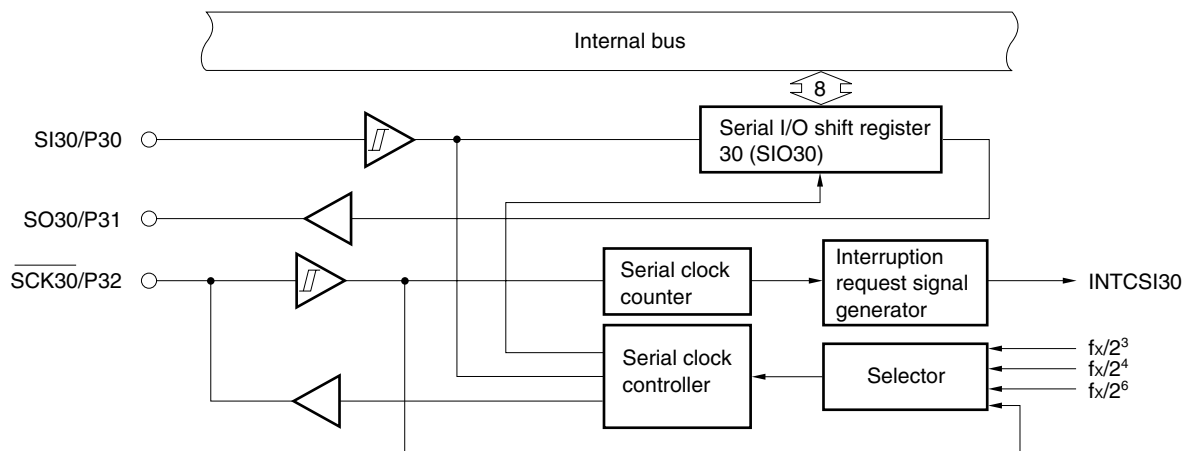 Internal bus
8
SI30/P30
Serial I/O shift register
30 (SIO30)
SO30/P31
SCK30/P32
Serial clock
counter
Interruption
request signal
generator
INTCSI30
Serial clock
controller
Selector
fx/2³
fx/2⁴
fx/2⁶